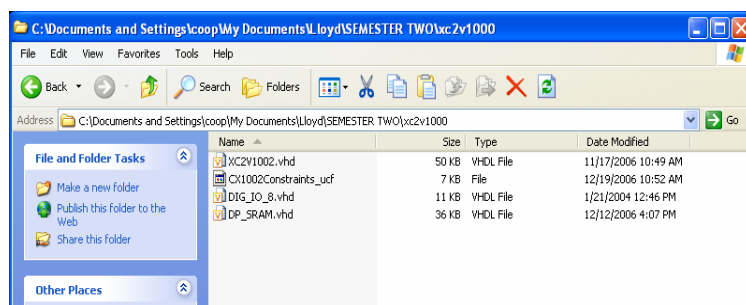 C:\Documents and Settings\coop\My Documents\Lloyd\SEMESTER TWO\xc2v1000
File Edit View Favorites Tools Help
Back Search Folders
Address C:\Documents and Settings\coop\My Documents\Lloyd\SEMESTER TWO\xc2v1000 Go
File and Folder Tasks
Make a new folder
Publish this folder to the
Web
Share this folder
Other Places
Name Size Type Date Modified
XC2V1002.vhd 50 KB VHDL File 11/17/2006 10:49 AM
CX1002Constraints_ucf 7 KB File 12/19/2006 10:52 AM
DIG_IO_8.vhd 11 KB VHDL File 1/21/2004 12:46 PM
DP_SRAM.vhd 36 KB VHDL File 12/12/2006 4:07 PM